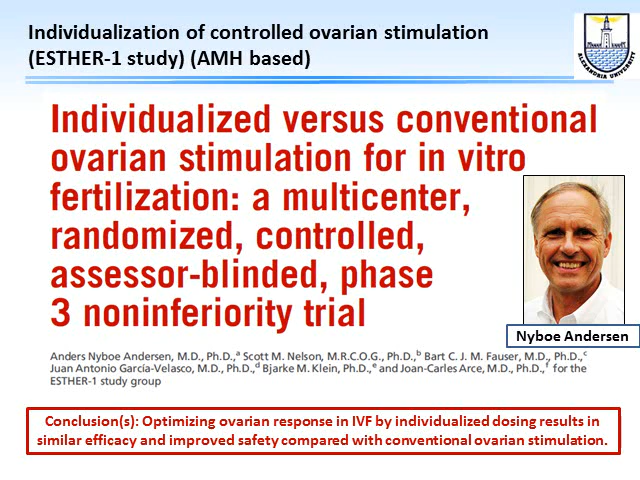 Individualization of controlled ovarian stimulation
(ESTHER-1 study) (AMH based)
ALEXANDRIA UNIVERSITY
Individualized versus conventional
ovarian stimulation for in vitro
fertilization: a multicenter,
randomized, controlled,
assessor-blinded, phase
3 noninferiority trial
Nyboe Andersen
Anders Nyboe Andersen, M.D., Ph.D.,a Scott M. Nelson, M.R.C.O.G., Ph.D.,b Bart C. J. M. Fauser, M.D., Ph.D.,c
Juan Antonio García-Velasco, M.D., Ph.D.,d Bjarke M. Klein, Ph.D.,e and Joan-Carles Arce, M.D., Ph.D.,f for the
ESTHER-1 study group
Conclusion(s): Optimizing ovarian response in IVF by individualized dosing results in
similar efficacy and improved safety compared with conventional ovarian stimulation.